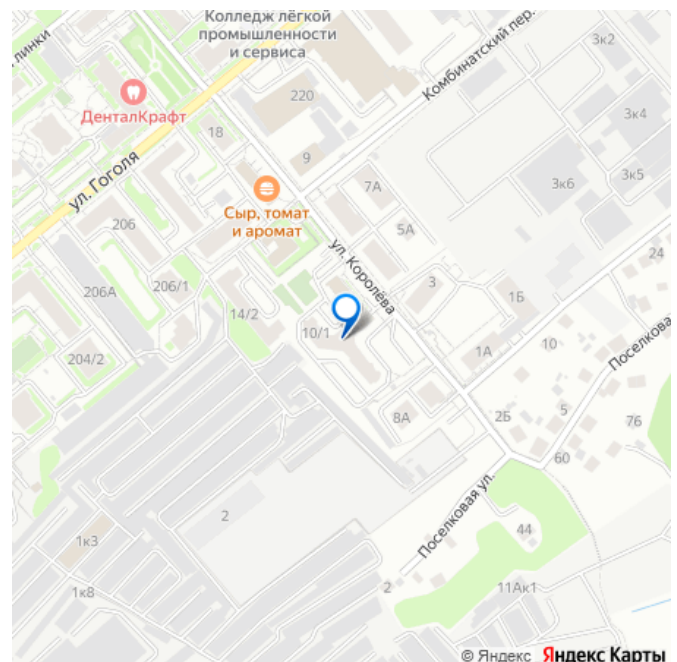 Колледж лёгкой
промышленности
и сервиса
линки
Комбинатский пер.
3к2
220
ДенталКрафт
3к4
18
9
ул. Гоголя
7А
3к6
3к5
Сыр, томат
и аромат
206
5А
ул. Королёва
24
206А
206/1
3
1Б
14/2
10/1
204/2
1А
10
Поселкова
8А
2Б
5
76
60
2
Поселковая ул.
44
1к3
1к8
2
11Ак1
© Яндекс Яндекс Карты